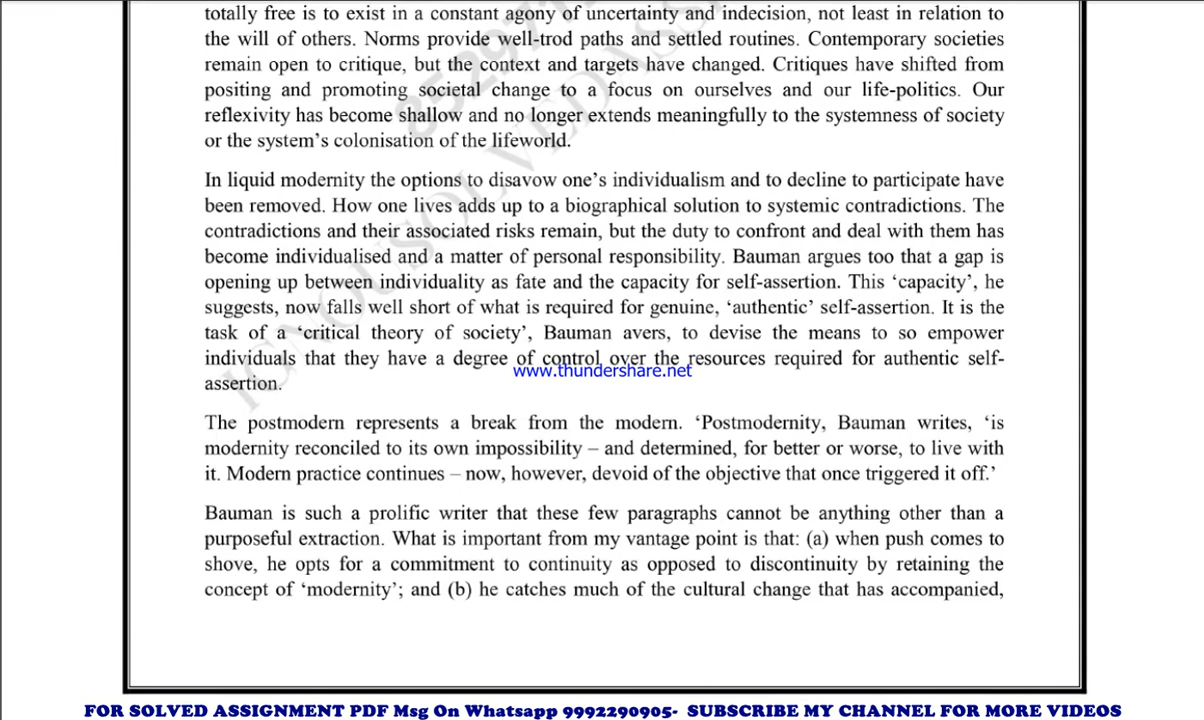 totally free is to exist in a constant agony of uncertainty and indecision, not least in relation to
the will of others. Norms provide well-trod paths and settled routines. Contemporary societies
remain open to critique, but the context and targets have changed. Critiques have shifted from
positing and promoting societal change to a focus on ourselves and our life-politics. Our
reflexivity has become shallow and no longer extends meaningfully to the systemness of society
or the system's colonisation of the lifeworld.
In liquid modernity the options to disavow one's individualism and to decline to participate have
been removed. How one lives adds up to a biographical solution to systemic contradictions. The
contradictions and their associated risks remain, but the duty to confront and deal with them has
become individualised and a matter of personal responsibility. Bauman argues too that a gap is
opening up between individuality as fate and the capacity for self-assertion. This ‘capacity’, he
suggests, now falls well short of what is required for genuine, ‘authentic’ self-assertion. It is the
task of a ‘critical theory of society’, Bauman avers, to devise the means to so empower
individuals that they have a degree of control over the resources required for authentic self-
www.thundershare.net
assertion.
The postmodern represents a break from the modern. ‘Postmodernity, Bauman writes, ‘is
modernity reconciled to its own impossibility – and determined, for better or worse, to live with
it. Modern practice continues – now, however, devoid of the objective that once triggered it off.’
Bauman is such a prolific writer that these few paragraphs cannot be anything other than a
purposeful extraction. What is important from my vantage point is that: (a) when push comes to
shove, he opts for a commitment to continuity as opposed to discontinuity by retaining the
concept of ‘modernity’; and (b) he catches much of the cultural change that has accompanied,
FOR SOLVED ASSIGNMENT PDF Msg On Whatsapp 9992290905- SUBSCRIBE MY CHANNEL FOR MORE VIDEOS